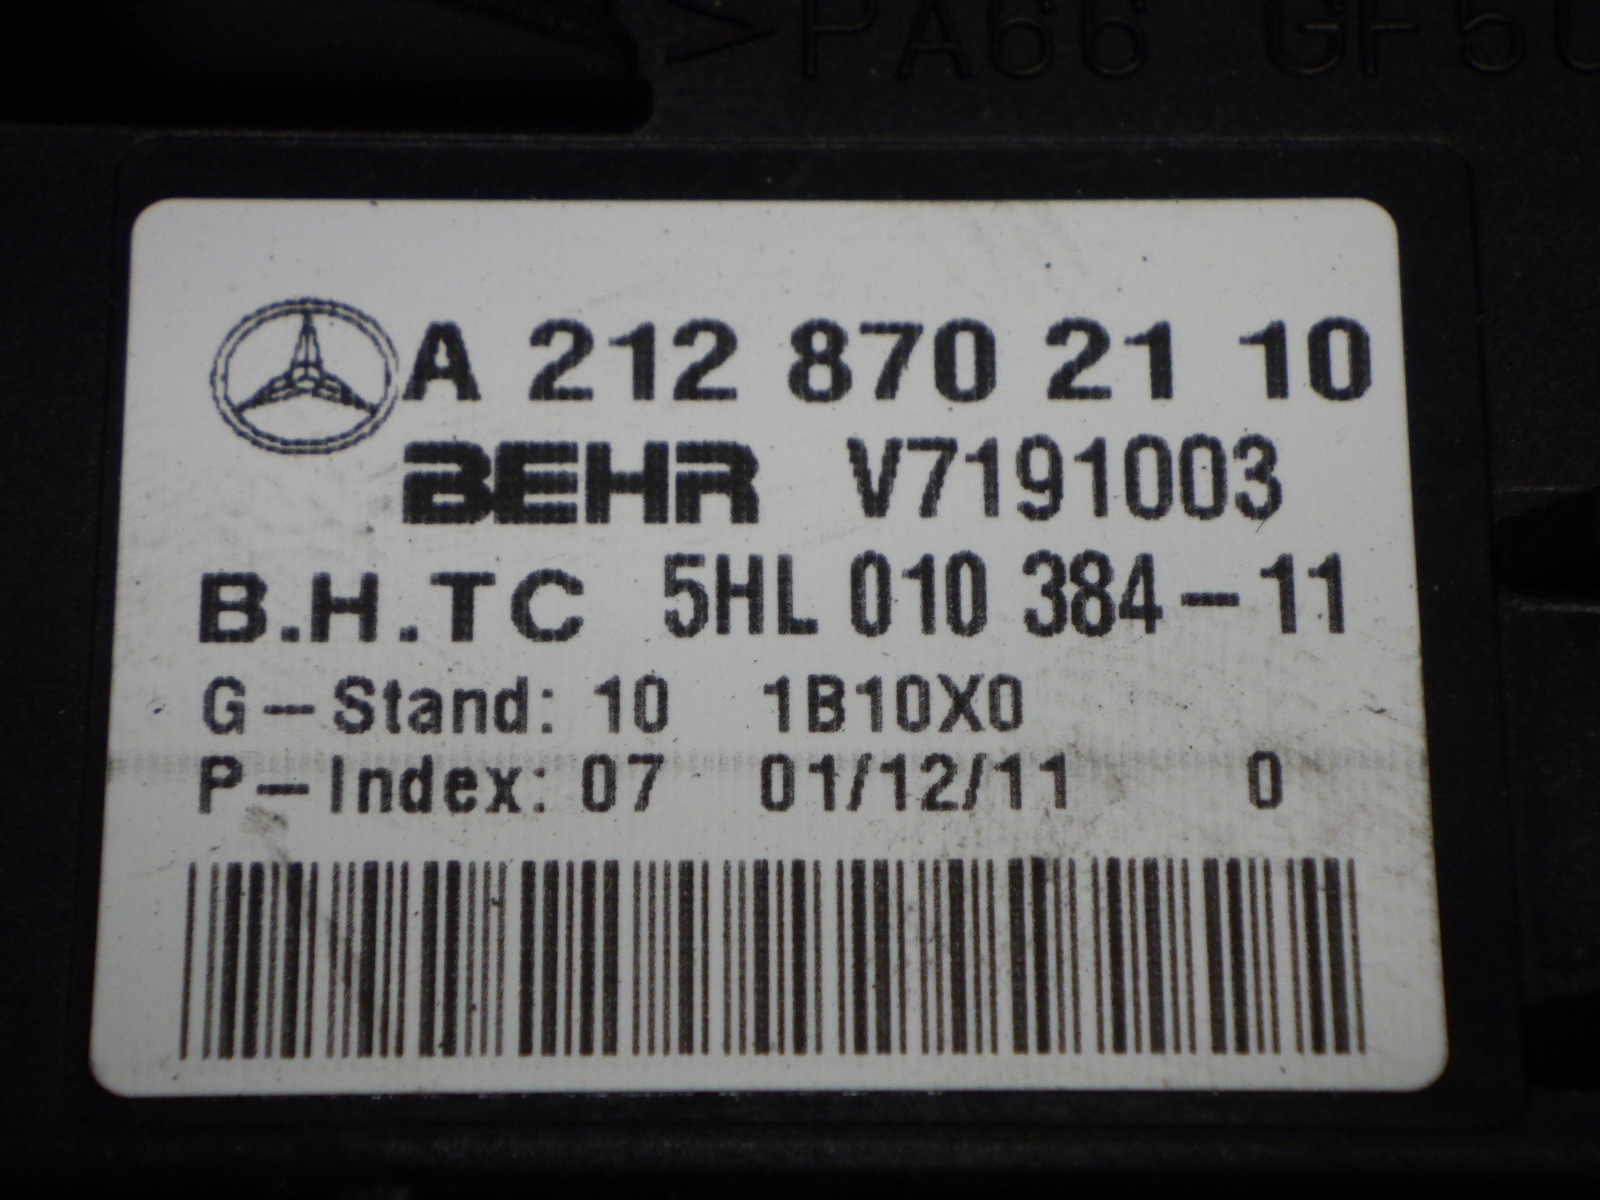 >PA66 GF50
A 212 870 21 10
BEHR V7191003
B.H.TC 5HL 010 384-11
G-Stand: 10 1B10X0
P-Index: 07 01/12/11 0